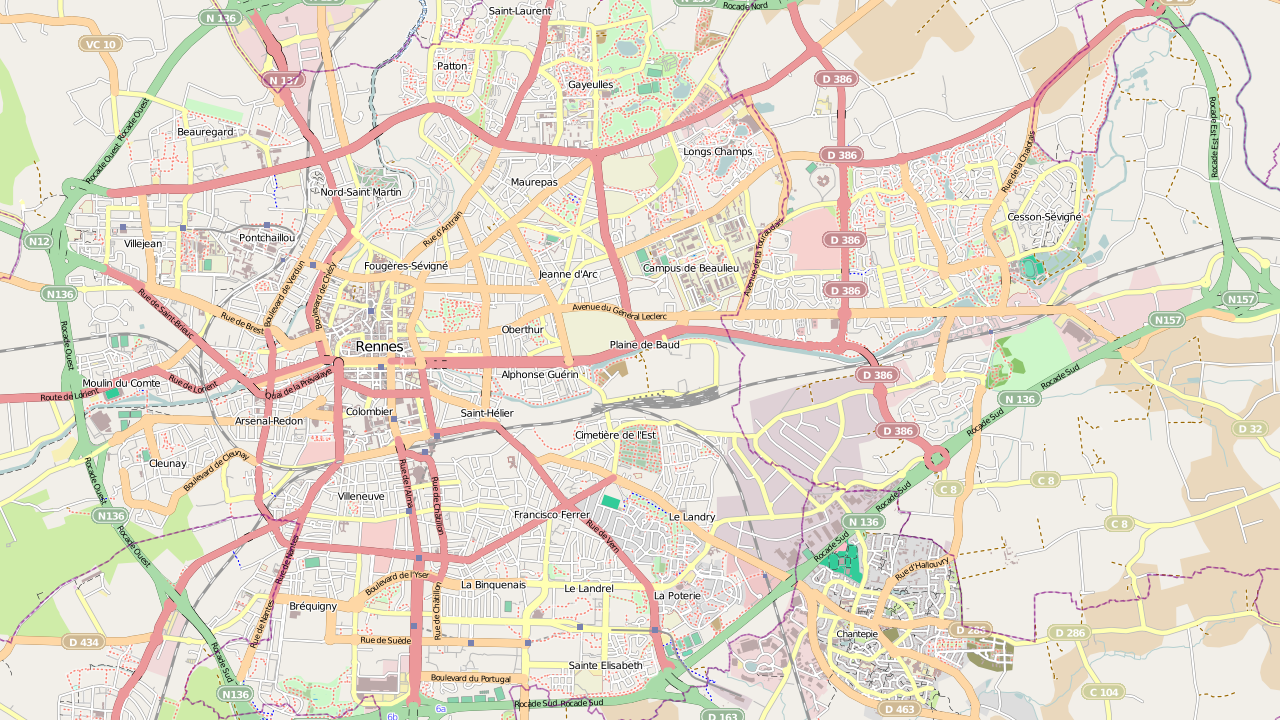 N 136
Saint-Laurent
N 136
Rocade Nord
D 29
VC 10
N 137
Patton
Gayeulles
D 386
Rocade Ouest
Rocade Ouest
Beauregard
Longs Champs
D 386
Rocade Est
Rocade Est
Rue de la Chalotais
Maurepas
Nord-Saint Martin
Cesson-Sévigné
N12
Villejean
Pontchaillou
Rue d'Antrain
D 386
Fougères-Sévigné
Jeanne d'Arc
Campus de Beaulieu
Boulevard de Verdun
N136
D 386
N157
Rue de Saint-Brieuc
Rue de Brest
Avenue du Général Leclerc
N157
Oberthur
Rocade Ouest
Rennes
Plaine de Baud
Moulin du Comte
Rue de Lorient
Alphonse Guérin
D 386
Rocade Sud
Route de Lorient
Quai de la Prévalaye
N 136
Colombier
Saint-Hélier
Arsenal-Redon
Rocade Sud
D 32
D 386
Cimetière de l'Est
Cleunay
Boulevard de Cleunay
Rocade Ouest
C 8
C 8
Villeneuve
Rue de l'Alma
Rue de Châtillon
Rocade Sud
N136
Francisco Ferrer
Le Landry
N 136
C 8
Rocade Ouest
Rue de Nantes
Rue de Vern
Rocade Sud
Rue d'Hallouvry
Boulevard de l'Yser
La Binquenais
Le Landrel
La Poterie
Bréquigny
Rue de Nantes
Rue de Châtillon
D 434
Rue de Suède
Chantepie
D 286
D 286
Rocade Sud
Sainte Elisabeth
Boulevard du Portugal
N136
C 104
Rocade Sud
Rocade Sud
6b
6a
D 163
D 463